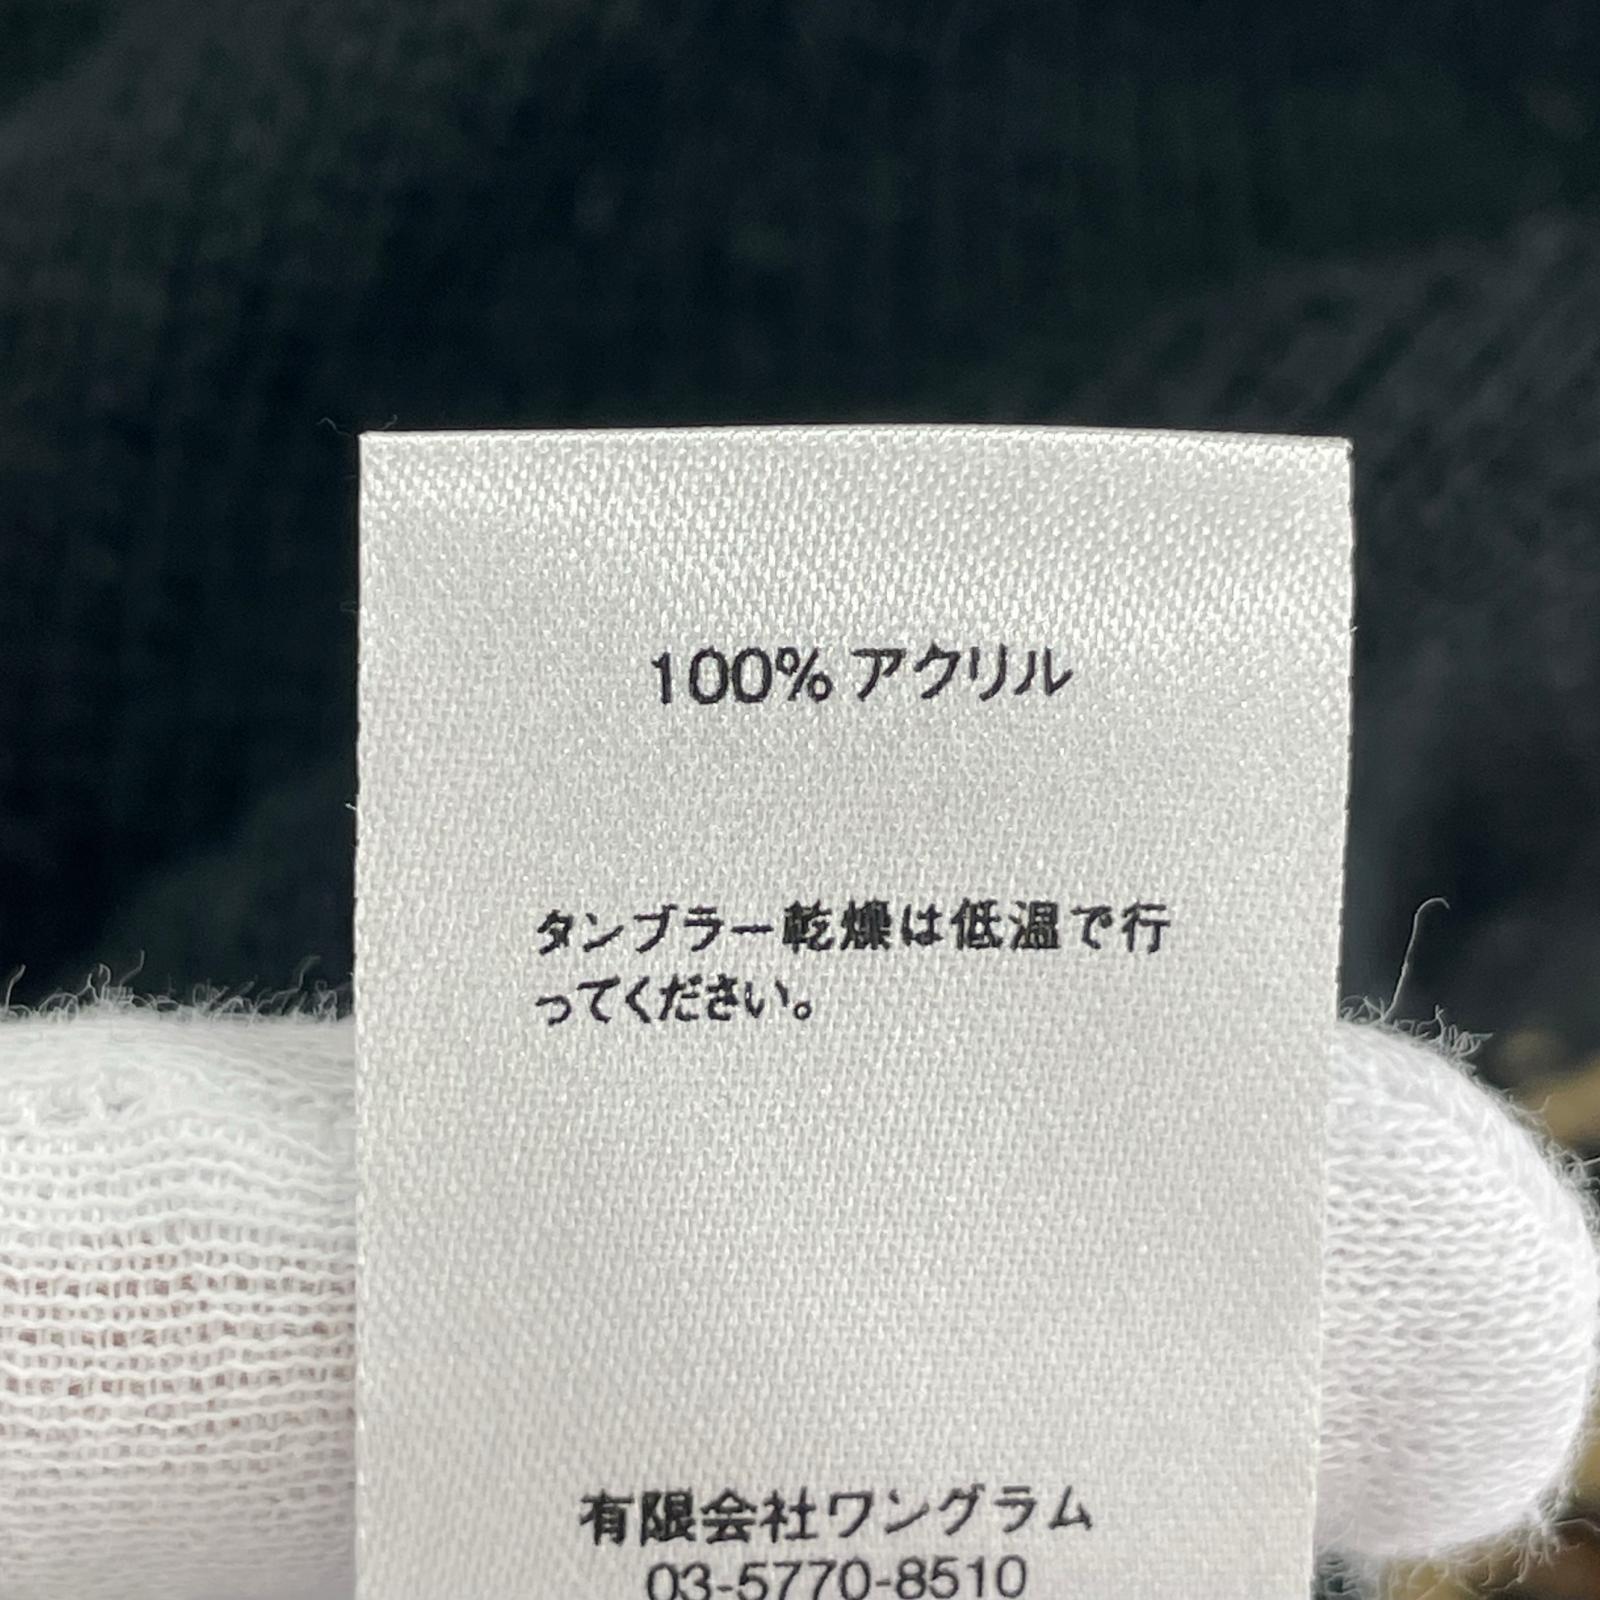 100% アクリル
タンブラー乾燥は低温で行
ってください。
有限会社ワングラム
03-5770-8510